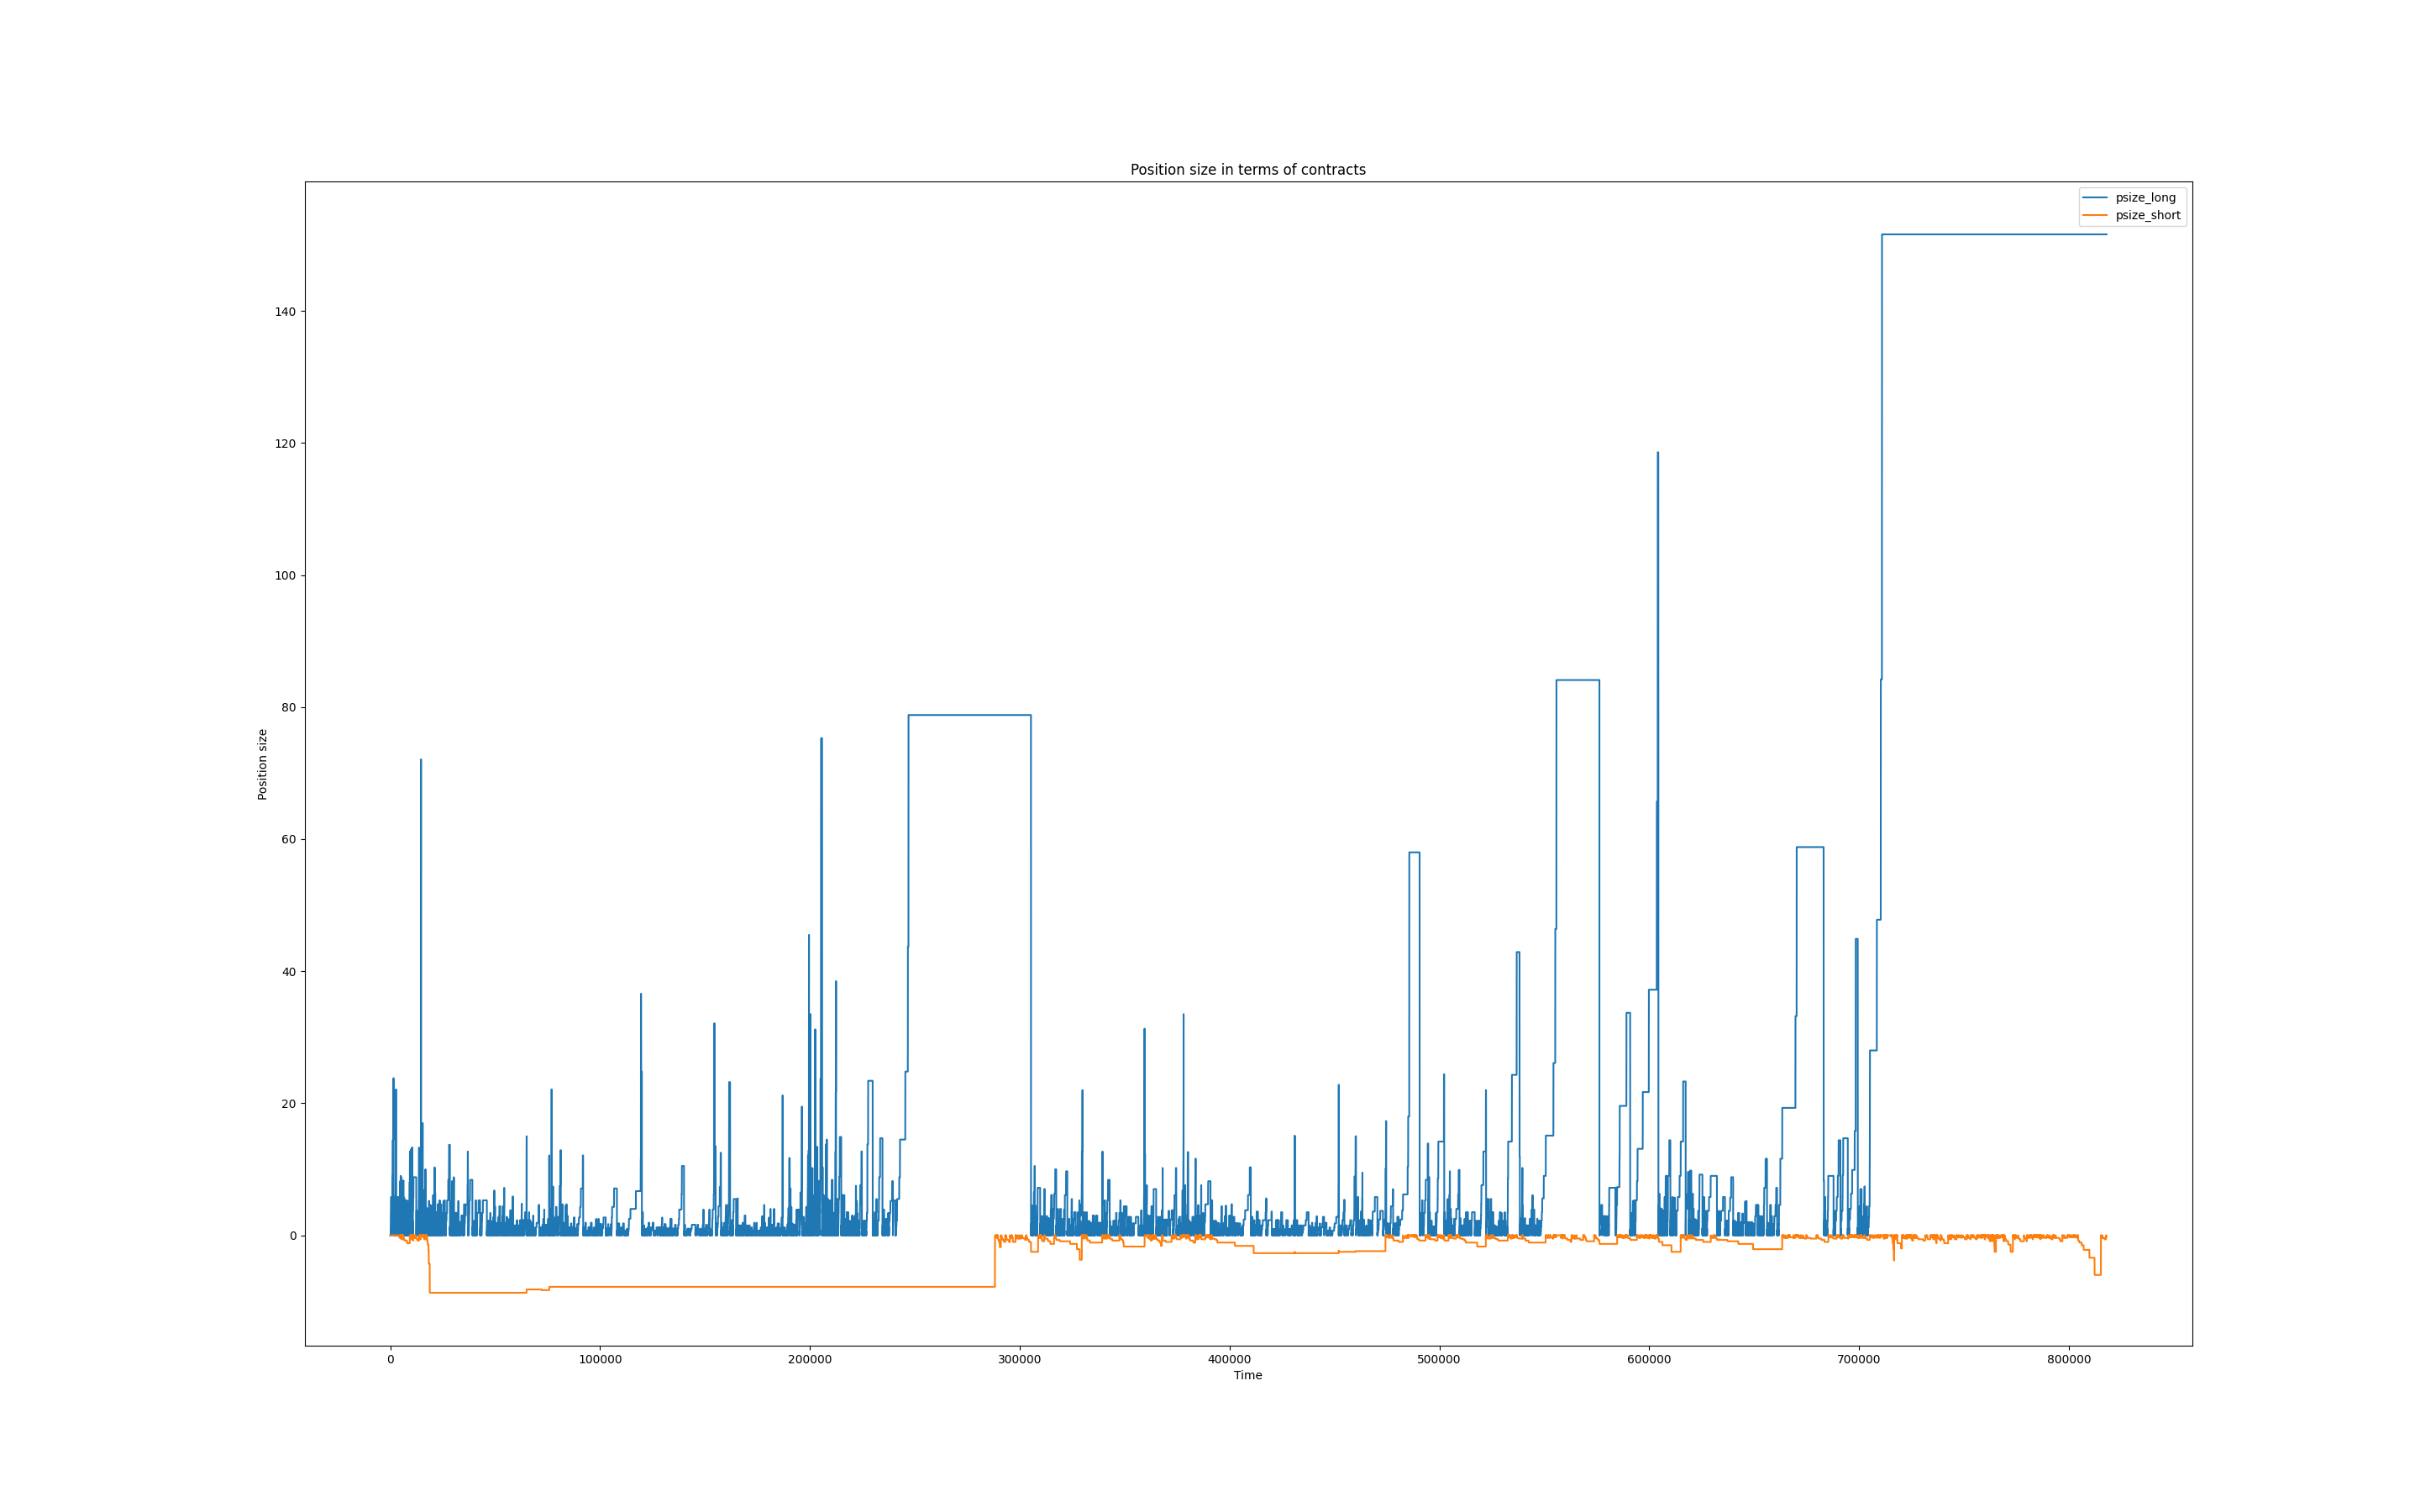 Position size in terms of contracts
psize_long
psize_short
140
120
100
80
60
40
20
0
Position size
0 100000 200000 300000 400000 500000 600000 700000 800000
Time